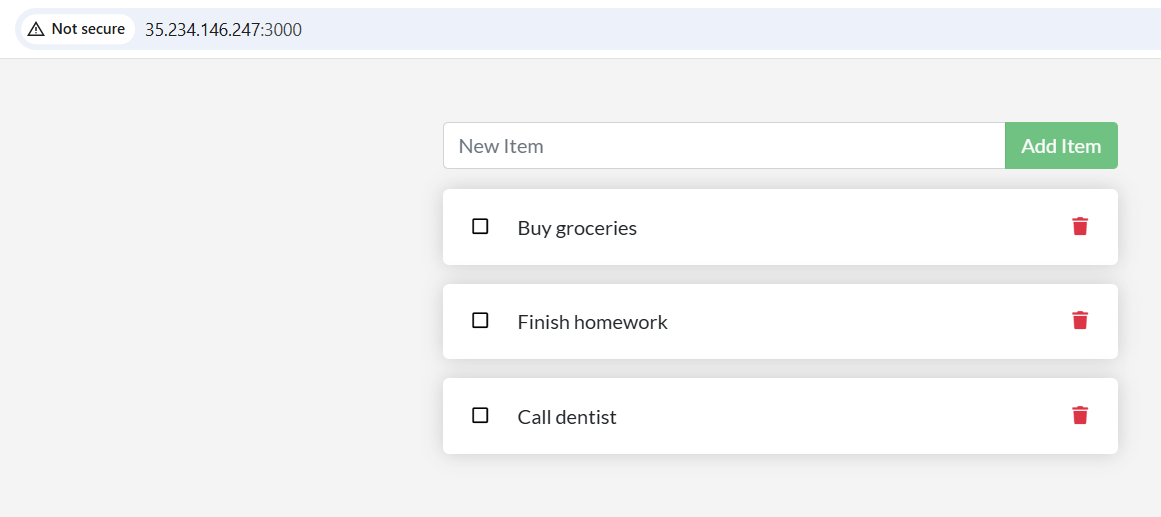 Not secure 35.234.146.247:3000
New Item Add Item
Buy groceries
Finish homework
Call dentist